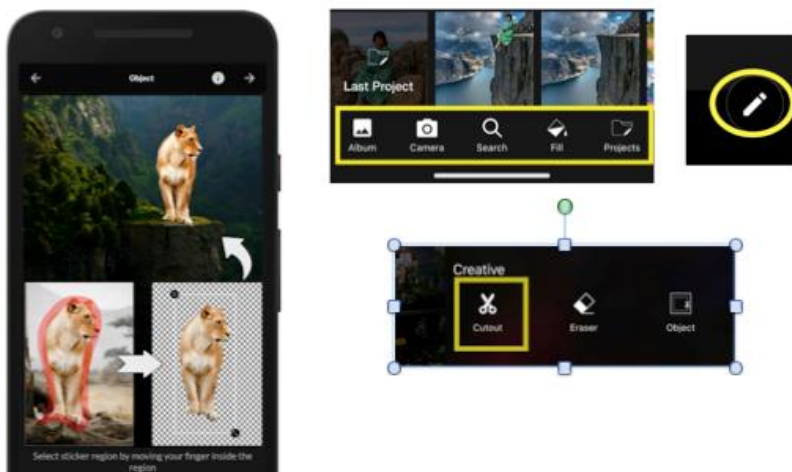 Object
Select sticker region by moving your finger inside the
region
Last Project
Album Camera Search Fill Projects
Creative
Cutout Eraser Object